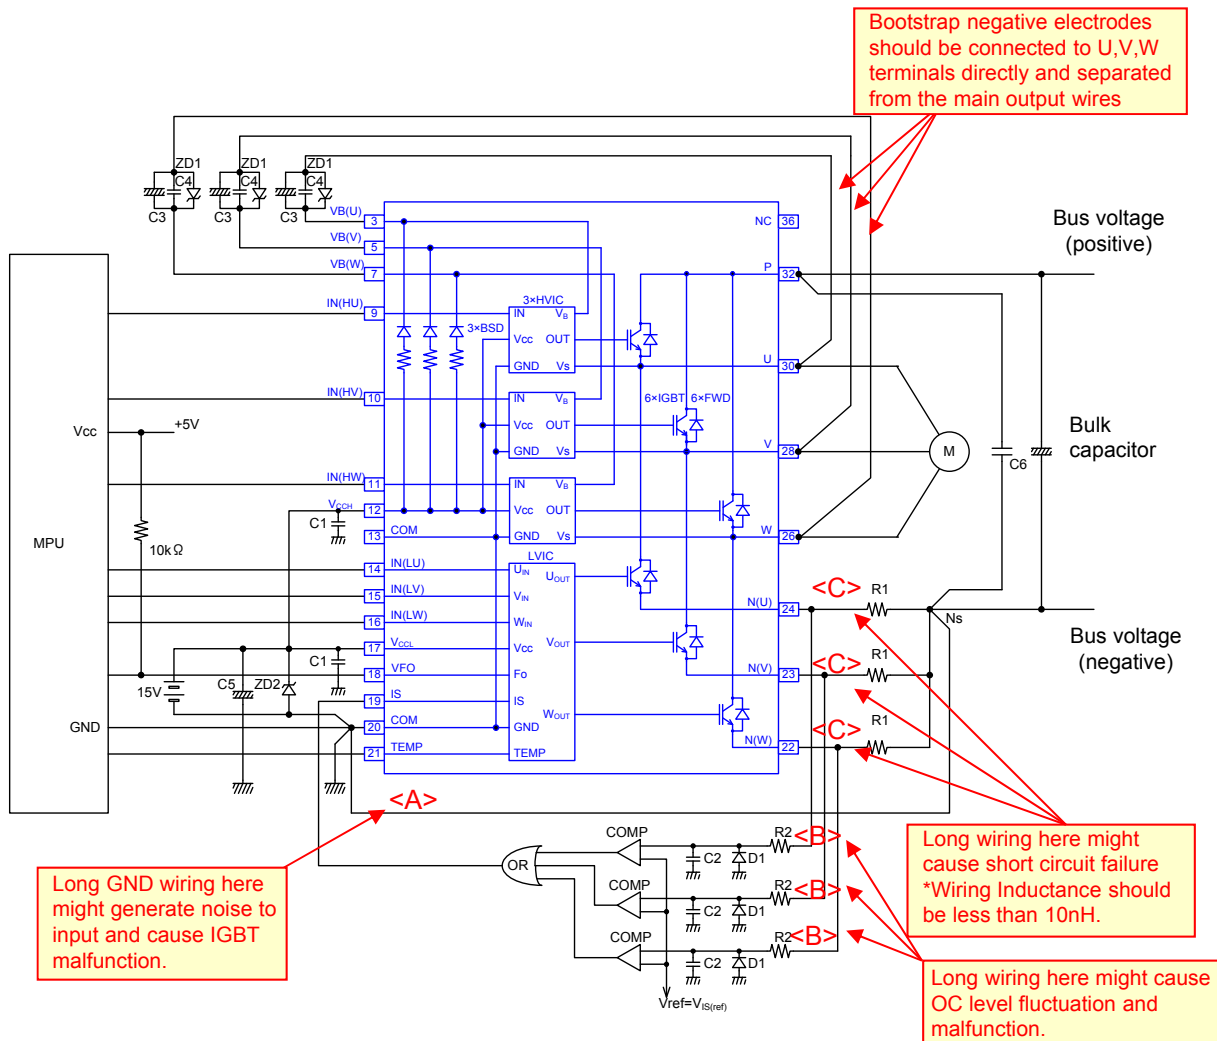 Bootstrap negative electrodes
should be connected to U,V,W
terminals directly and separated
from the main output wires
ZD1
C4
C3
ZD1
C4
C3
ZD1
C4
C3
VB(U)
3
VB(V)
5
VB(W)
7
NC
36
Bus voltage
(positive)
P
32
IN(HU)
9
3×HVIC
IN
VB
3×BSD
Vcc
OUT
GND
Vs
U
30
IN(HV)
10
IN
VB
6×IGBT
6×FWD
Vcc
OUT
GND
Vs
V
28
M
C6
Bulk
capacitor
Vcc
+5V
IN(HW)
11
IN
VB
VCCH
12
Vcc
OUT
C1
COM
13
GND
Vs
W
26
MPU
10kΩ
LVIC
IN(LU)
14
UIN
UOUT
IN(LV)
15
VIN
IN(LW)
16
WIN
N(U)
24
<C>
R1
Ns
Bus voltage
(negative)
VCCL
17
Vcc
VOUT
C1
VFO
18
Fo
N(V)
23
<C>
R1
15V
C5
ZD2
IS
19
IS
GND
COM
20
GND
WOUT
N(W)
22
<C>
R1
TEMP
21
TEMP
<A>
Long GND wiring here
might generate noise to
input and cause IGBT
malfunction.
OR
COMP
C2
D1
R2
<B>
COMP
C2
D1
R2
<B>
COMP
C2
D1
R2
<B>
Vref=VIS(ref)
Long wiring here might
cause short circuit failure
*Wiring Inductance should
be less than 10nH.
Long wiring here might cause
OC level fluctuation and
malfunction.